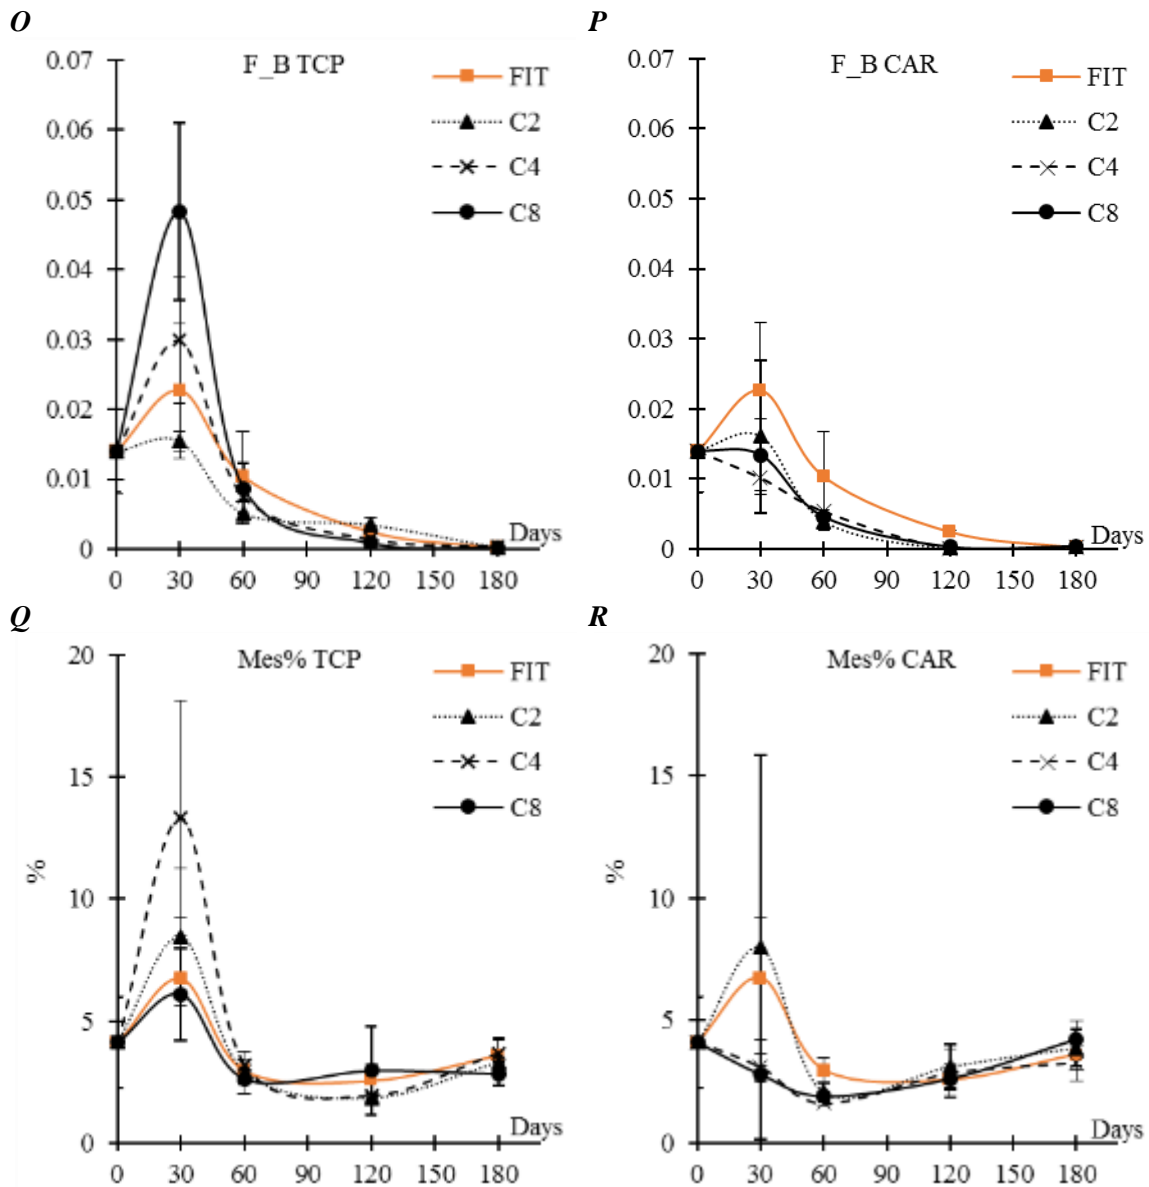 O
F_B TCP
0.07
0.06
0.05
0.04
0.03
0.02
0.01
0
FIT
C2
C4
C8
Days
0 30 60 90 120 150 180
P
F_B CAR
0.07
0.06
0.05
0.04
0.03
0.02
0.01
0
FIT
C2
C4
C8
Days
0 30 60 90 120 150 180
Q
Mes% TCP
20
15
10
5
0
%
FIT
C2
C4
C8
Days
0 30 60 90 120 150 180
R
Mes% CAR
20
15
10
5
0
%
FIT
C2
C4
C8
Days
0 30 60 90 120 150 180